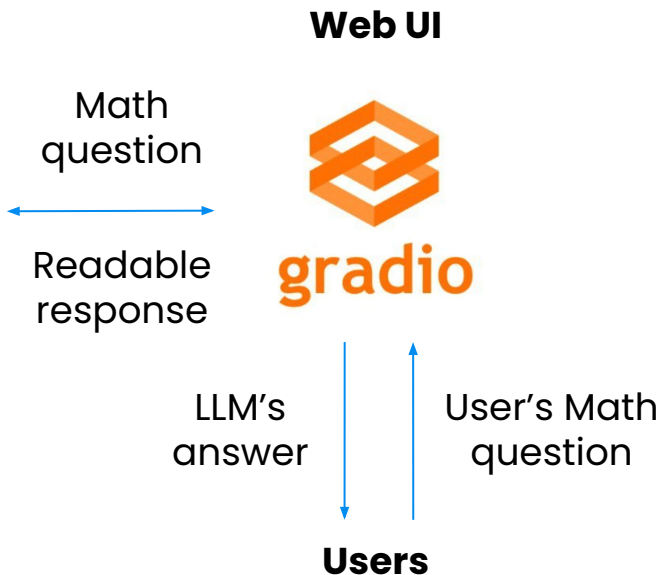 Web UI
Math
question
Readable
response
gradio
LLM's
answer
User's Math
question
Users